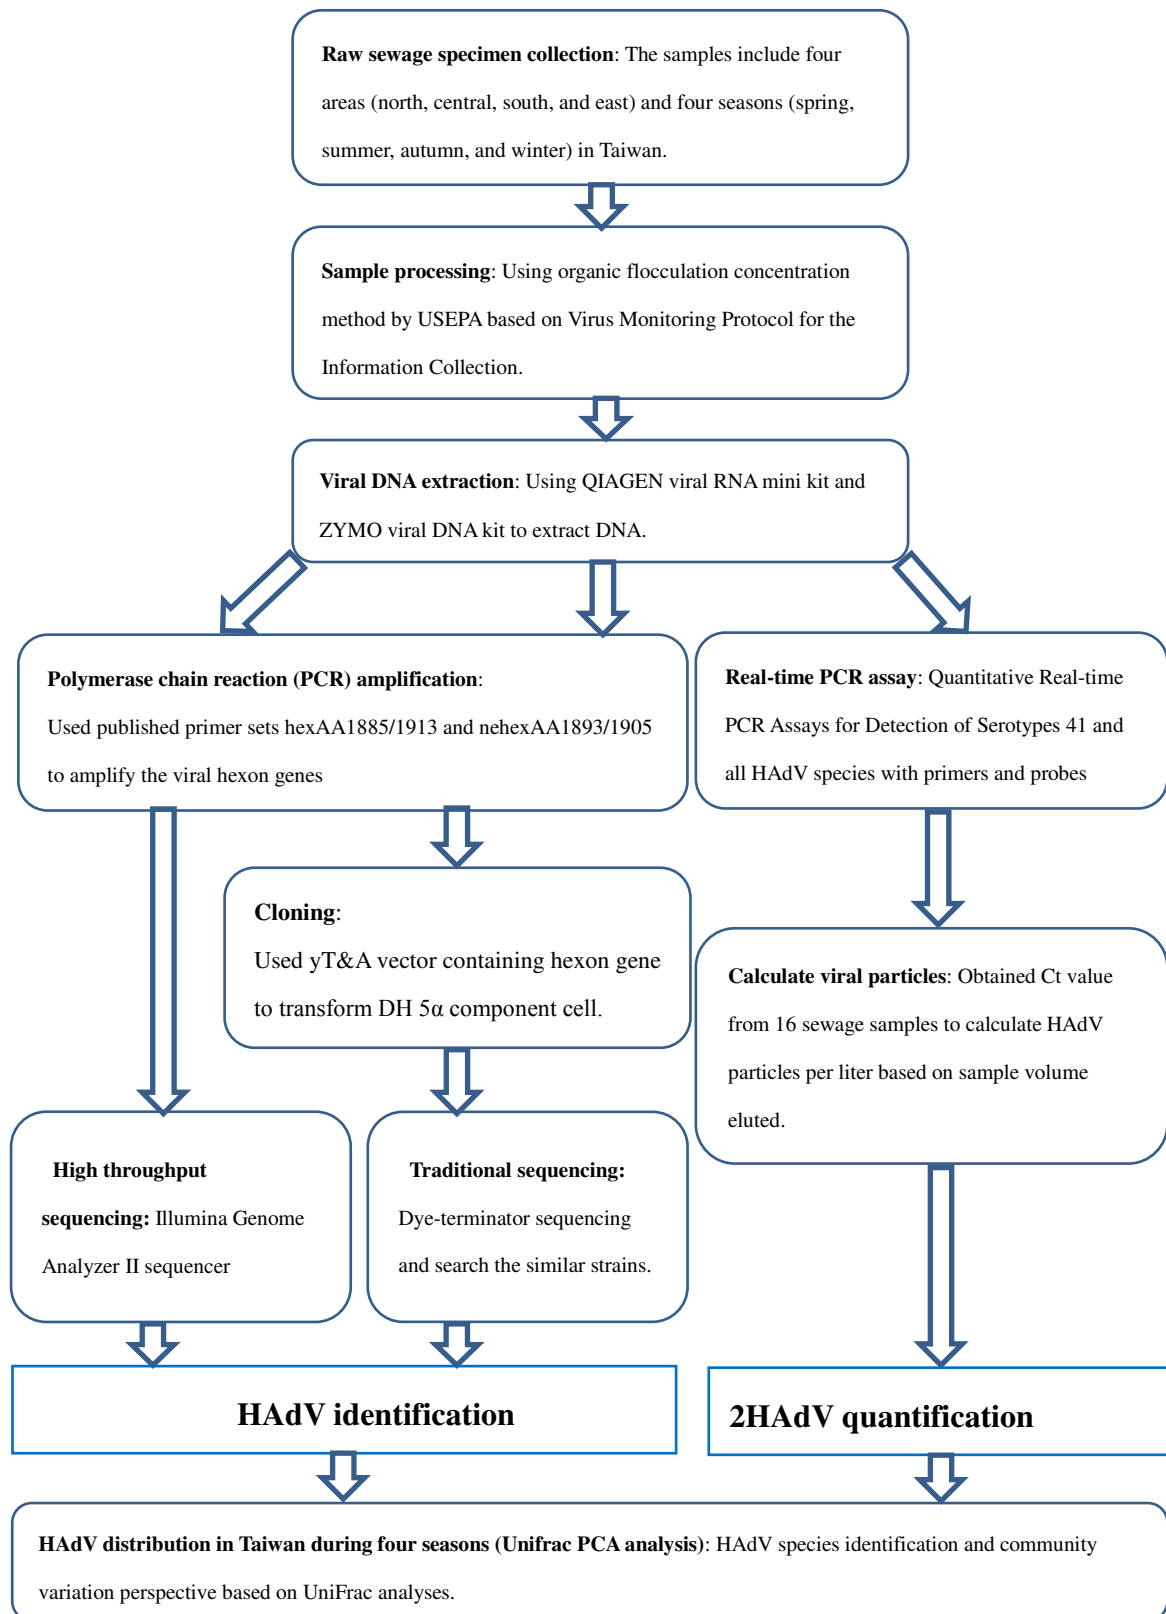 Raw sewage specimen collection: The samples include four
areas (north, central, south, and east) and four seasons (spring,
summer, autumn, and winter) in Taiwan.
Sample processing: Using organic flocculation concentration
method by USEPA based on Virus Monitoring Protocol for the
Information Collection.
Viral DNA extraction: Using QIAGEN viral RNA mini kit and
ZYMO viral DNA kit to extract DNA.
Polymerase chain reaction (PCR) amplification:
Used published primer sets hexAA1885/1913 and nehexAA1893/1905
to amplify the viral hexon genes
Real-time PCR assay: Quantitative Real-time
PCR Assays for Detection of Serotypes 41 and
all HAdV species with primers and probes
Cloning:
Used yT&A vector containing hexon gene
to transform DH 5α component cell.
Calculate viral particles: Obtained Ct value
from 16 sewage samples to calculate HAdV
particles per liter based on sample volume
eluted.
High throughput
sequencing: Illumina Genome
Analyzer II sequencer
Traditional sequencing:
Dye-terminator sequencing
and search the similar strains.
HAdV identification
2HAdV quantification
HAdV distribution in Taiwan during four seasons (Unifrac PCA analysis): HAdV species identification and community
variation perspective based on UniFrac analyses.